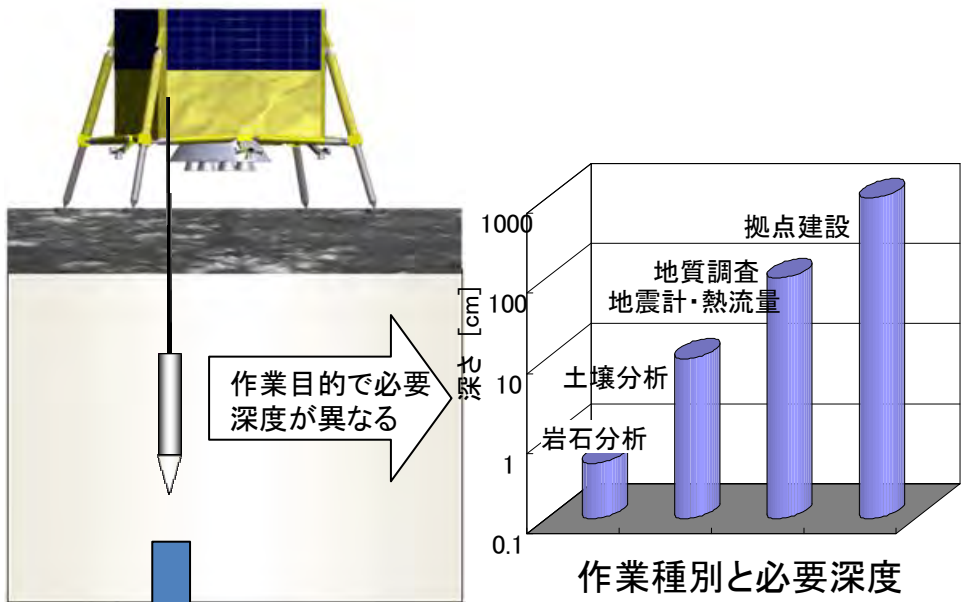 作業目的で必要
深度が異なる
深さ [cm]
1000
100
10
1
0.1
拠点建設
地質調査
地震計・熱流量
土壌分析
岩石分析
作業種別と必要深度